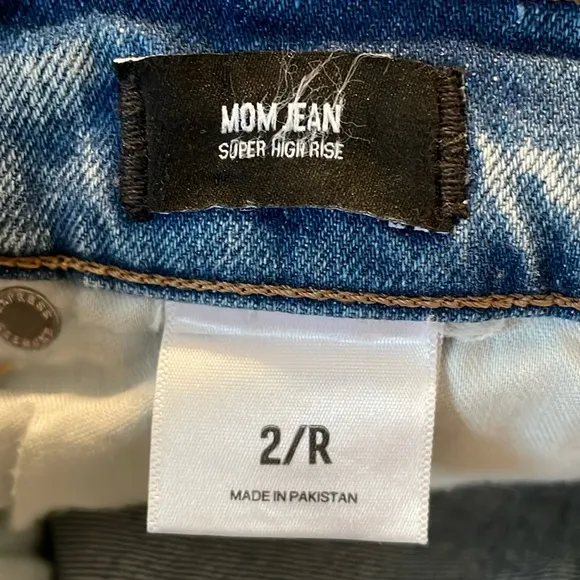 MOM JEAN
SUPER HIGH RISE
2/R
MADE IN PAKISTAN